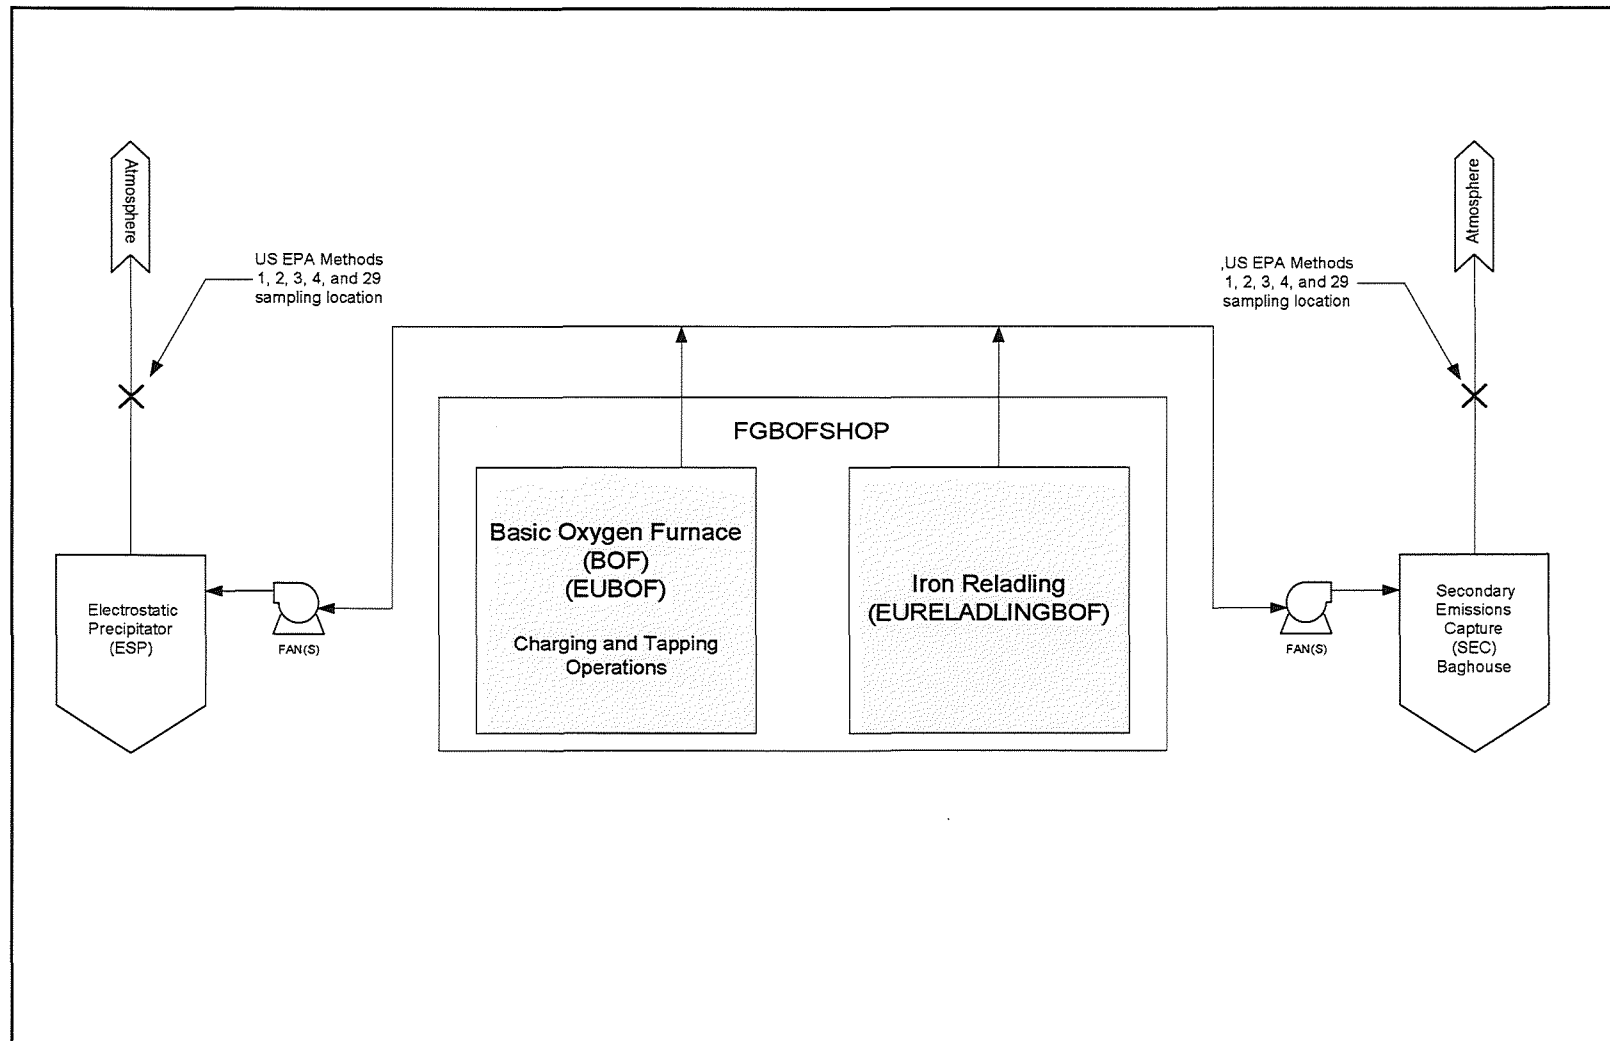 Atmosphere
US EPA Methods
1, 2, 3, 4, and 29
sampling location
Atmosphere
,US EPA Methods
1, 2, 3, 4, and 29
sampling location
FGBOFSHOP
Basic Oxygen Furnace
(BOF)
(EUBOF)
Charging and Tapping
Operations
Iron Reladling
(EURELADLINGBOF)
Electrostatic
Precipitator
(ESP)
FAN(S)
FAN(S)
Secondary
Emissions
Capture
(SEC)
Baghouse